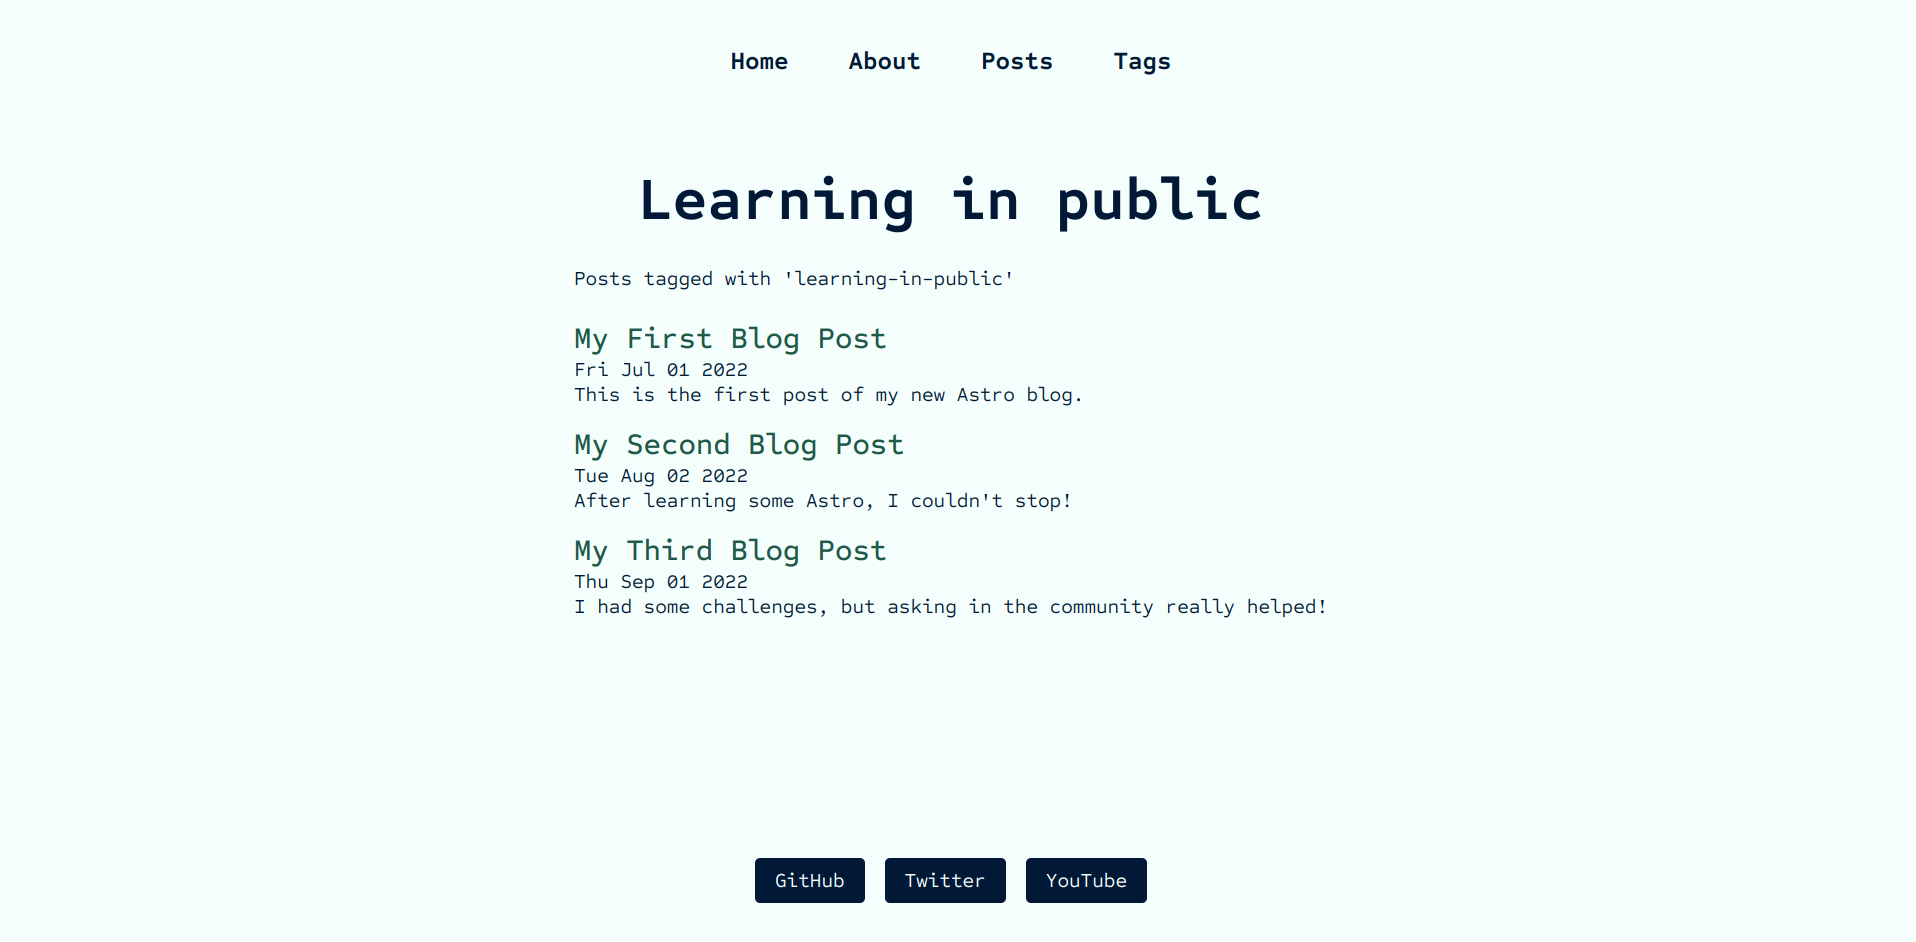 Home About Posts Tags
Learning in public
Posts tagged with 'learning-in-public'
My First Blog Post
Fri Jul 01 2022
This is the first post of my new Astro blog.
My Second Blog Post
Tue Aug 02 2022
After learning some Astro, I couldn't stop!
My Third Blog Post
Thu Sep 01 2022
I had some challenges, but asking in the community really helped!
GitHub Twitter YouTube